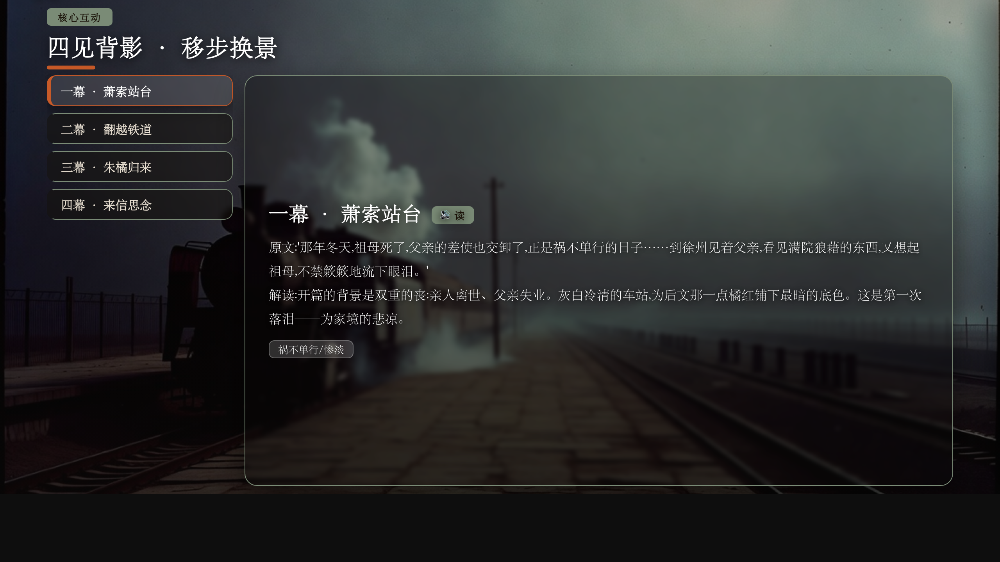 核心互动
四见背影 · 移步换景
一幕 · 萧索站台
二幕 · 翻越铁道
三幕 · 朱橘归来
四幕 · 来信思念
一幕 · 萧索站台 读
原文:'那年冬天,祖母死了,父亲的差使也交卸了,正是祸不单行的日子……到徐州见着父亲,看见满院狼藉的东西,又想起
祖母,不禁簌簌地流下眼泪。'
解读:开篇的背景是双重的丧:亲人离世、父亲失业。灰白冷清的车站,为后文那一点橘红铺下最暗的底色。这是第一次
落泪——为家境的悲凉。
祸不单行/惨淡